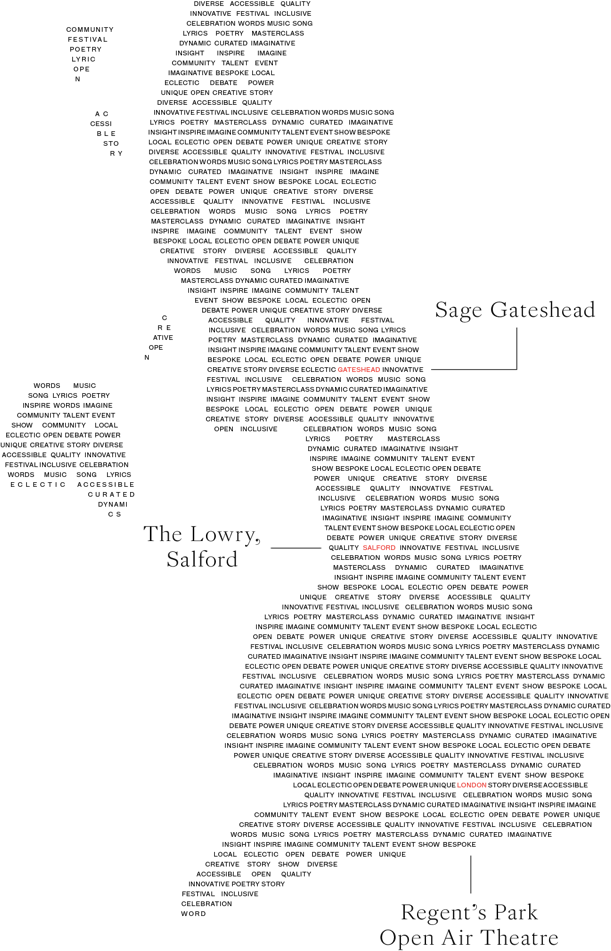 DIVERSE ACCESSIBLE QUALITY
INNOVATIVE FESTIVAL INCLUSIVE
CELEBRATION WORDS MUSIC SONG
LYRICS POETRY MASTERCLASS
DYNAMIC CURATED IMAGINATIVE
INSIGHT INSPIRE IMAGINE
COMMUNITY TALENT EVENT
IMAGINATIVE BESPOKE LOCAL
ECLECTIC DEBATE POWER
UNIQUE OPEN CREATIVE STORY
DIVERSE ACCESSIBLE QUALITY
COMMUNITY
FESTIVAL
POETRY
LYRIC
OPE
N
INNOVATIVE FESTIVAL INCLUSIVE CELEBRATION WORDS MUSIC SONG
LYRICS POETRY MASTERCLASS DYNAMIC CURATED IMAGINATIVE
INSIGHT INSPIRE IMAGINE COMMUNITY TALENT EVENT SHOW BESPOKE
LOCAL ECLECTIC OPEN DEBATE POWER UNIQUE CREATIVE STORY
DIVERSE ACCESSIBLE QUALITY INNOVATIVE FESTIVAL INCLUSIVE
CELEBRATION WORDS MUSIC SONG LYRICS POETRY MASTERCLASS
DYNAMIC CURATED IMAGINATIVE INSIGHT INSPIRE IMAGINE
COMMUNITY TALENT EVENT SHOW BESPOKE LOCAL ECLECTIC
OPEN DEBATE POWER UNIQUE CREATIVE STORY DIVERSE
ACCESSIBLE QUALITY INNOVATIVE FESTIVAL INCLUSIVE
CELEBRATION WORDS MUSIC SONG LYRICS POETRY
MASTERCLASS DYNAMIC CURATED IMAGINATIVE INSIGHT
INSPIRE IMAGINE COMMUNITY TALENT EVENT SHOW
BESPOKE LOCAL ECLECTIC OPEN DEBATE POWER UNIQUE
CREATIVE STORY DIVERSE ACCESSIBLE QUALITY
INNOVATIVE FESTIVAL INCLUSIVE CELEBRATION
WORDS MUSIC SONG LYRICS POETRY
MASTERCLASS DYNAMIC CURATED IMAGINATIVE
INSIGHT INSPIRE IMAGINE COMMUNITY TALENT
EVENT SHOW BESPOKE LOCAL ECLECTIC OPEN
DEBATE POWER UNIQUE CREATIVE STORY DIVERSE
A C
CESSI
B L E
STO
R Y
ACCESSIBLE QUALITY INNOVATIVE FESTIVAL
INCLUSIVE CELEBRATION WORDS MUSIC SONG LYRICS
POETRY MASTERCLASS DYNAMIC CURATED IMAGINATIVE
INSIGHT INSPIRE IMAGINE COMMUNITY TALENT EVENT SHOW
BESPOKE LOCAL ECLECTIC OPEN DEBATE POWER UNIQUE
CREATIVE STORY DIVERSE ECLECTIC GATESHEAD INNOVATIVE
FESTIVAL INCLUSIVE CELEBRATION WORDS MUSIC SONG
LYRICS POETRY MASTERCLASS DYNAMIC CURATED IMAGINATIVE
INSIGHT INSPIRE IMAGINE COMMUNITY TALENT EVENT SHOW
BESPOKE LOCAL ECLECTIC OPEN DEBATE POWER UNIQUE
CREATIVE STORY DIVERSE ACCESSIBLE QUALITY INNOVATIVE
OPEN INCLUSIVE CELEBRATION WORDS MUSIC SONG
Sage Gateshead
C
R E
ATIVE
OPE
N
WORDS MUSIC
SONG LYRICS POETRY
INSPIRE WORDS IMAGINE
COMMUNITY TALENT EVENT
SHOW COMMUNITY LOCAL
ECLECTIC OPEN DEBATE POWER
UNIQUE CREATIVE STORY DIVERSE
ACCESSIBLE QUALITY INNOVATIVE
FESTIVAL INCLUSIVE CELEBRATION
WORDS MUSIC SONG LYRICS
ECLECTIC ACCESSIBLE
CURATED
DYNAMI
C S
LYRICS POETRY MASTERCLASS
DYNAMIC CURATED IMAGINATIVE INSIGHT
INSPIRE IMAGINE COMMUNITY TALENT EVENT
SHOW BESPOKE LOCAL ECLECTIC OPEN DEBATE
POWER UNIQUE CREATIVE STORY DIVERSE
ACCESSIBLE QUALITY INNOVATIVE FESTIVAL
INCLUSIVE CELEBRATION WORDS MUSIC SONG
LYRICS POETRY MASTERCLASS DYNAMIC CURATED
IMAGINATIVE INSIGHT INSPIRE IMAGINE COMMUNITY
TALENT EVENT SHOW BESPOKE LOCAL ECLECTIC OPEN
DEBATE POWER UNIQUE CREATIVE STORY DIVERSE
QUALITY SALFORD INNOVATIVE FESTIVAL INCLUSIVE
CELEBRATION WORDS MUSIC SONG LYRICS POETRY
MASTERCLASS DYNAMIC CURATED IMAGINATIVE
INSIGHT INSPIRE IMAGINE COMMUNITY TALENT EVENT
SHOW BESPOKE LOCAL ECLECTIC OPEN DEBATE POWER
UNIQUE CREATIVE STORY DIVERSE ACCESSIBLE QUALITY
INNOVATIVE FESTIVAL INCLUSIVE CELEBRATION WORDS MUSIC SONG
The Lowry,
Salford
LYRICS POETRY MASTERCLASS DYNAMIC CURATED IMAGINATIVE INSIGHT
INSPIRE IMAGINE COMMUNITY TALENT EVENT SHOW BESPOKE LOCAL ECLECTIC
OPEN DEBATE POWER UNIQUE CREATIVE STORY DIVERSE ACCESSIBLE QUALITY INNOVATIVE
FESTIVAL INCLUSIVE CELEBRATION WORDS MUSIC SONG LYRICS POETRY MASTERCLASS DYNAMIC
CURATED IMAGINATIVE INSIGHT INSPIRE IMAGINE COMMUNITY TALENT EVENT SHOW BESPOKE LOCAL
ECLECTIC OPEN DEBATE POWER UNIQUE CREATIVE STORY DIVERSE ACCESSIBLE QUALITY INNOVATIVE
FESTIVAL INCLUSIVE CELEBRATION WORDS MUSIC SONG LYRICS POETRY MASTERCLASS DYNAMIC
CURATED IMAGINATIVE INSIGHT INSPIRE IMAGINE COMMUNITY TALENT EVENT SHOW BESPOKE LOCAL
ECLECTIC OPEN DEBATE POWER UNIQUE CREATIVE STORY DIVERSE ACCESSIBLE QUALITY INNOVATIVE
FESTIVAL INCLUSIVE CELEBRATION WORDS MUSIC SONG LYRICS POETRY MASTERCLASS DYNAMIC CURATED
IMAGINATIVE INSIGHT INSPIRE IMAGINE COMMUNITY TALENT EVENT SHOW BESPOKE LOCAL ECLECTIC OPEN
DEBATE POWER UNIQUE CREATIVE STORY DIVERSE ACCESSIBLE QUALITY INNOVATIVE FESTIVAL INCLUSIVE
CELEBRATION WORDS MUSIC SONG LYRICS POETRY MASTERCLASS DYNAMIC CURATED IMAGINATIVE
INSIGHT INSPIRE IMAGINE COMMUNITY TALENT EVENT SHOW BESPOKE LOCAL ECLECTIC OPEN DEBATE
POWER UNIQUE CREATIVE STORY DIVERSE ACCESSIBLE QUALITY INNOVATIVE FESTIVAL INCLUSIVE
CELEBRATION WORDS MUSIC SONG LYRICS POETRY MASTERCLASS DYNAMIC CURATED
IMAGINATIVE INSIGHT INSPIRE IMAGINE COMMUNITY TALENT EVENT SHOW BESPOKE
LOCAL ECLECTIC OPEN DEBATE POWER UNIQUE LONDON STORY DIVERSE ACCESSIBLE
QUALITY INNOVATIVE FESTIVAL INCLUSIVE CELEBRATION WORDS MUSIC SONG
LYRICS POETRY MASTERCLASS DYNAMIC CURATED IMAGINATIVE INSIGHT INSPIRE IMAGINE
COMMUNITY TALENT EVENT SHOW BESPOKE LOCAL ECLECTIC OPEN DEBATE POWER UNIQUE
CREATIVE STORY DIVERSE ACCESSIBLE QUALITY INNOVATIVE FESTIVAL INCLUSIVE CELEBRATION
WORDS MUSIC SONG LYRICS POETRY MASTERCLASS DYNAMIC CURATED IMAGINATIVE
INSIGHT INSPIRE IMAGINE COMMUNITY TALENT EVENT SHOW BESPOKE
LOCAL ECLECTIC OPEN DEBATE POWER UNIQUE
CREATIVE STORY SHOW DIVERSE
ACCESSIBLE OPEN QUALITY
INNOVATIVE POETRY STORY
FESTIVAL INCLUSIVE
CELEBRATION
WORD
Regent's Park
Open Air Theatre